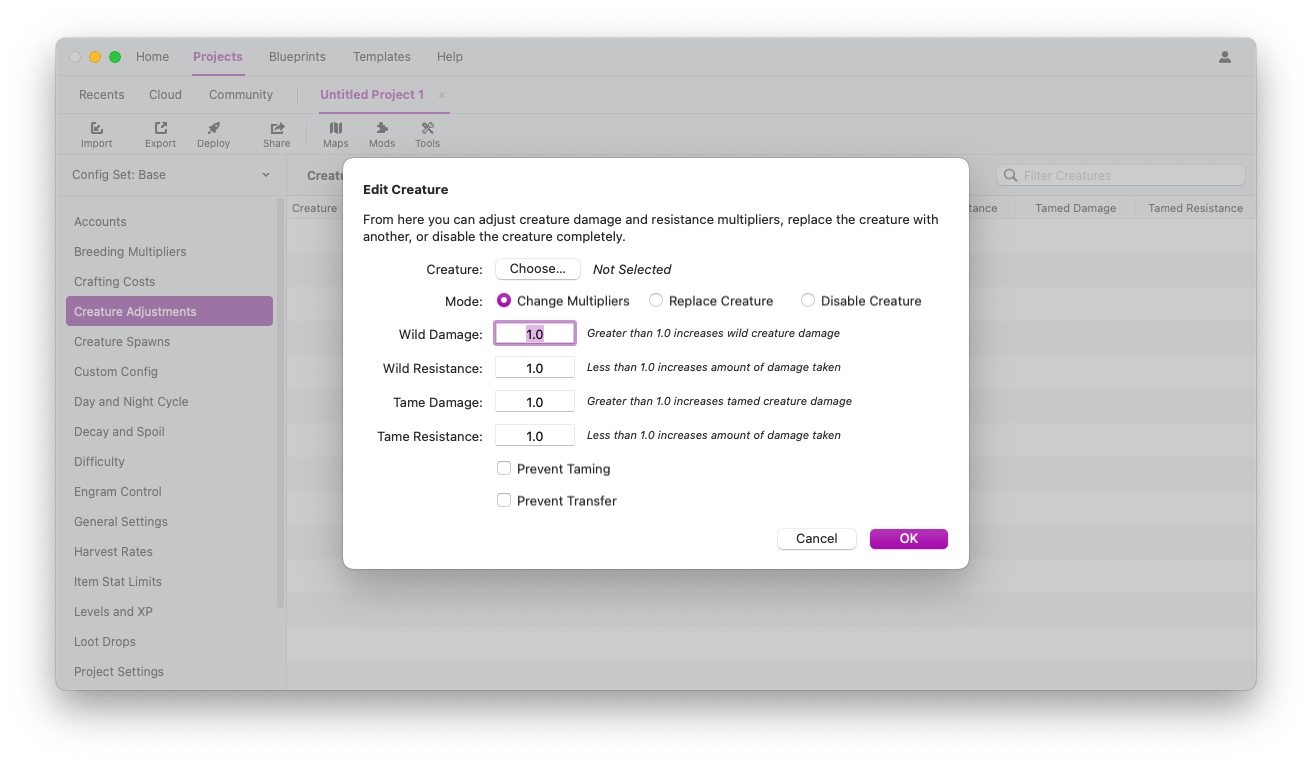 Home Projects Blueprints Templates Help
Recents Cloud Community Untitled Project 1 ×
Import Export Deploy Share Maps Mods Tools
Config Set: Base
Filter Creatures
Creature
Tamed Damage Tamed Resistance
Accounts
Breeding Multipliers
Crafting Costs
Creature Adjustments
Creature Spawns
Custom Config
Day and Night Cycle
Decay and Spoil
Difficulty
Engram Control
General Settings
Harvest Rates
Item Stat Limits
Levels and XP
Loot Drops
Project Settings
Edit Creature
From here you can adjust creature damage and resistance multipliers, replace the creature with
another, or disable the creature completely.
Creature: Choose... Not Selected
Mode: Change Multipliers Replace Creature Disable Creature
Wild Damage: 1.0 Greater than 1.0 increases wild creature damage
Wild Resistance: 1.0 Less than 1.0 increases amount of damage taken
Tame Damage: 1.0 Greater than 1.0 increases tamed creature damage
Tame Resistance: 1.0 Less than 1.0 increases amount of damage taken
Prevent Taming
Prevent Transfer
Cancel OK